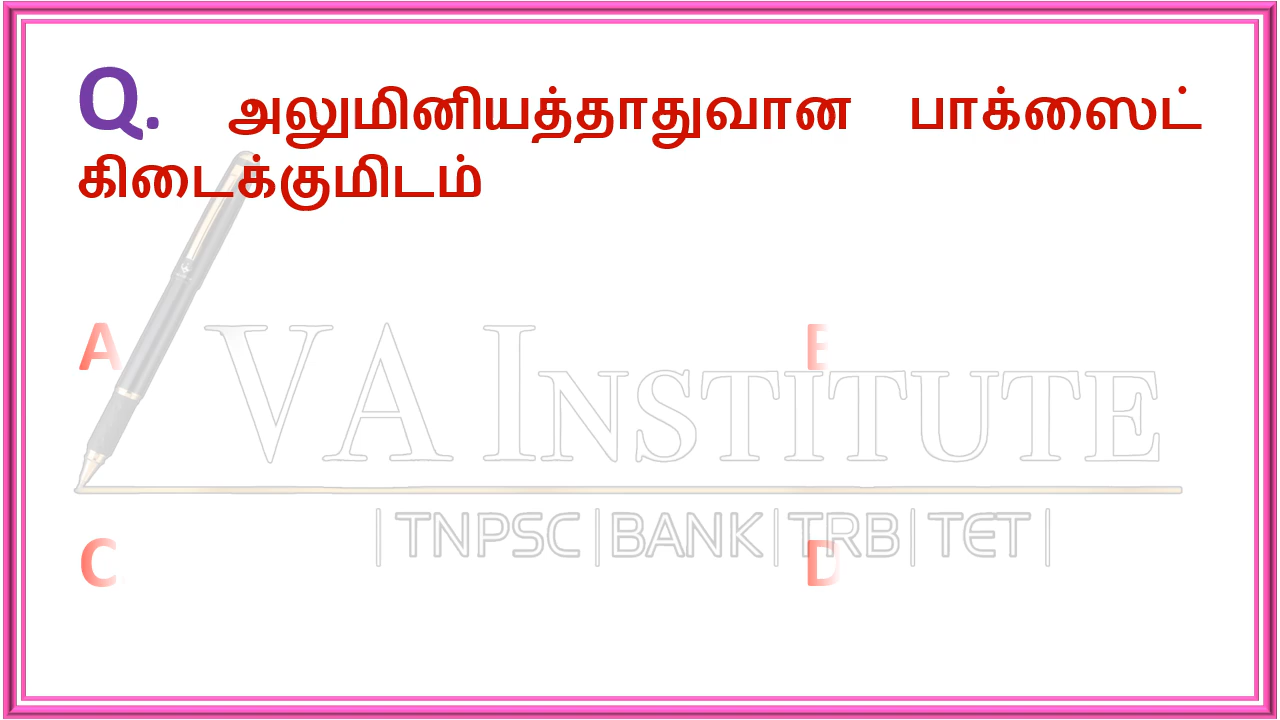 Q. அலுமினியத்தாதுவான பாக்ஸைட்
கிடைக்குமிடம்
A
B
VA INSTITUTE
|TNPSC|BANK|TRB|TET|
C
D